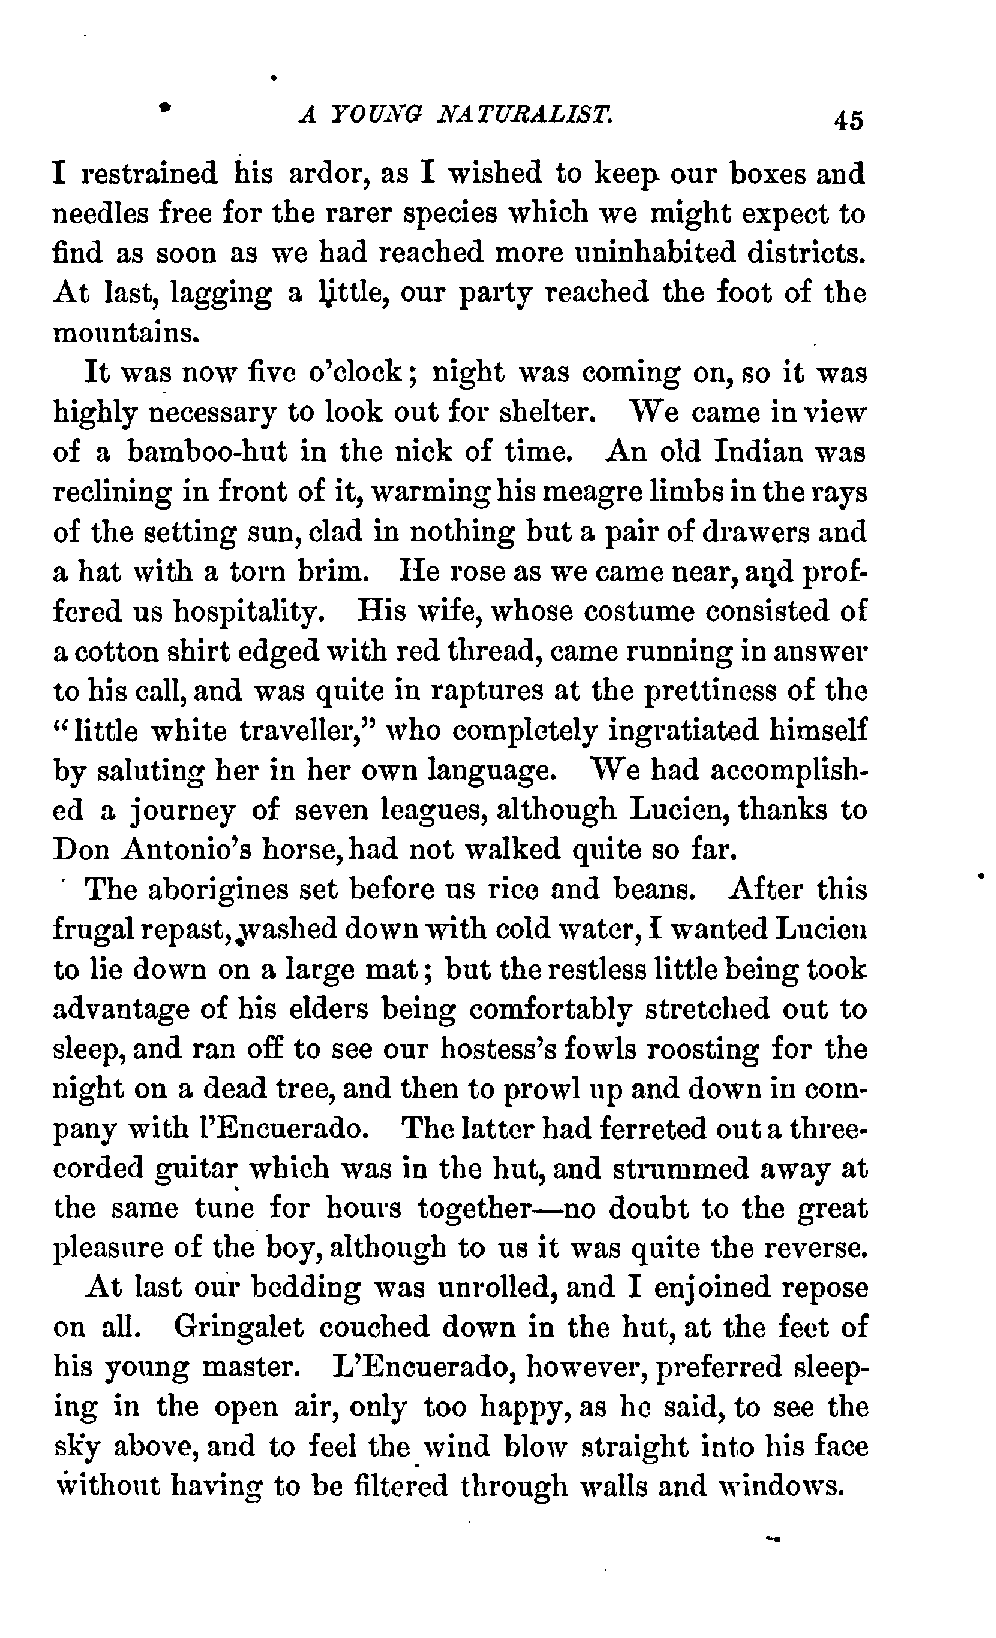 A YOUNG NATURALIST. 45
I restrained his ardor, as I wished to keep our boxes and
needles free for the rarer species which we might expect to
find as soon as we had reached more uninhabited districts.
At last, lagging a little, our party reached the foot of the
mountains.
It was now five o'clock; night was coming on, so it was
highly necessary to look out for shelter. We came in view
of a bamboo-hut in the nick of time. An old Indian was
reclining in front of it, warming his meagre limbs in the rays
of the setting sun, clad in nothing but a pair of drawers and
a hat with a torn brim. He rose as we came near, and prof-
fered us hospitality. His wife, whose costume consisted of
a cotton shirt edged with red thread, came running in answer
to his call, and was quite in raptures at the prettiness of the
"little white traveller," who completely ingratiated himself
by saluting her in her own language. We had accomplish-
ed a journey of seven leagues, although Lucien, thanks to
Don Antonio's horse, had not walked quite so far.
The aborigines set before us rice and beans. After this
frugal repast, washed down with cold water, I wanted Lucien
to lie down on a large mat; but the restless little being took
advantage of his elders being comfortably stretched out to
sleep, and ran off to see our hostess's fowls roosting for the
night on a dead tree, and then to prowl up and down in com-
pany with l'Encuerado. The latter had ferreted out a three-
corded guitar which was in the hut, and strummed away at
the same tune for hours together—no doubt to the great
pleasure of the boy, although to us it was quite the reverse.
At last our bedding was unrolled, and I enjoined repose
on all. Gringalet couched down in the hut, at the feet of
his young master. L'Encuerado, however, preferred sleep-
ing in the open air, only too happy, as he said, to see the
sky above, and to feel the wind blow straight into his face
without having to be filtered through walls and windows.